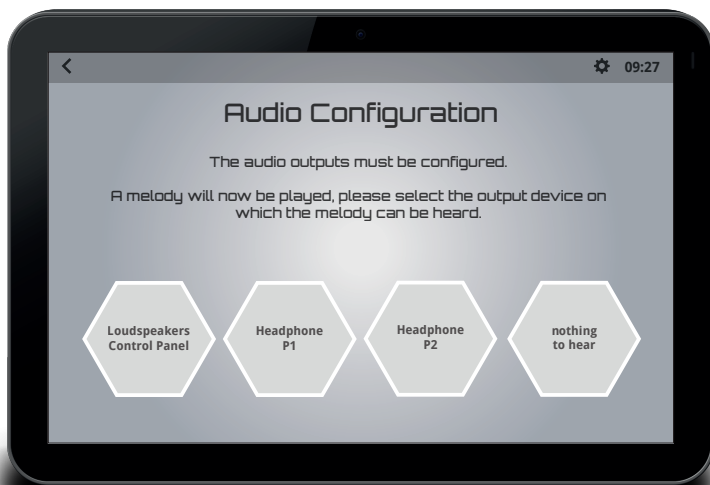 09:27
Audio Configuration
The audio outputs must be configured.
A melody will now be played, please select the output device on
which the melody can be heard.
Loudspeakers
Control Panel
Headphone
P1
Headphone
P2
nothing
to hear